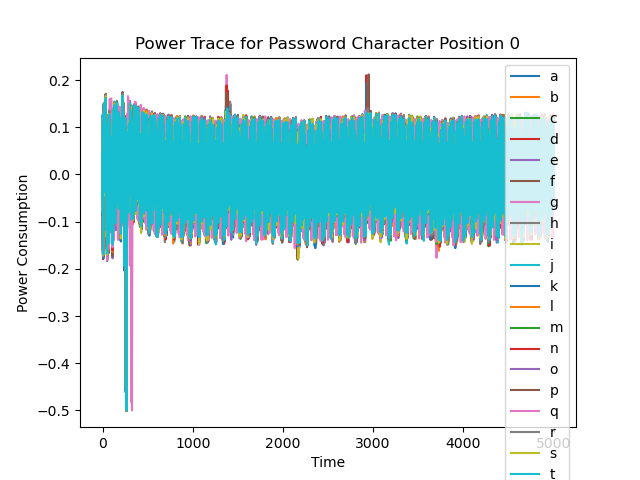 Power Trace for Password Character Position 0
Power Consumption
0.2
0.1
0.0
−0.1
−0.2
−0.3
−0.4
−0.5
0
1000
2000
3000
4000
5000
Time
a
b
c
d
e
f
g
h
i
j
k
l
m
n
o
p
q
r
s
t